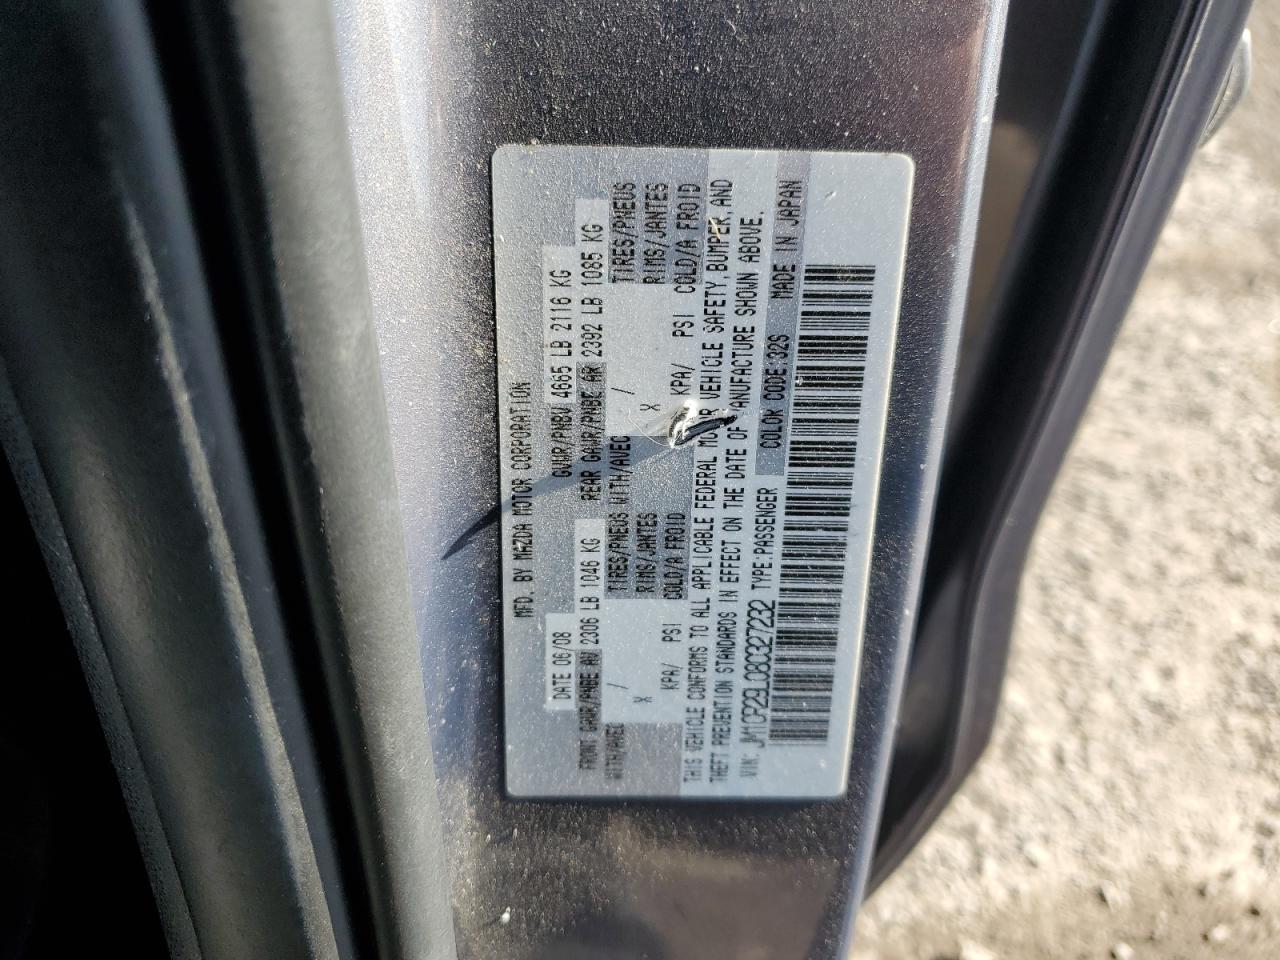 MFD. BY MAZDA MOTOR CORPORATION
DATE 06/08 GVWR/PNBV 4665 LB 2116 KG
FRONT GAWR/PNBE AV 2306 LB 1046 KG REAR GAWR/PNBE AR 2392 LB 1085 KG
WITH/AVEC / TIRES/PNEUS WITH/AVEC / TIRES/PNEUS
X RIMS/JANTES X RIMS/JANTES
KPA/ PSI COLD/A FROID KPA/ PSI COLD/A FROID
THIS VEHICLE CONFORMS TO ALL APPLICABLE FEDERAL MOTOR VEHICLE SAFETY, BUMPER, AND
THEFT PREVENTION STANDARDS IN EFFECT ON THE DATE OF MANUFACTURE SHOWN ABOVE.
VIN: JM1CR29L080327232 TYPE:PASSENGER COLOR CODE:32S MADE IN JAPAN